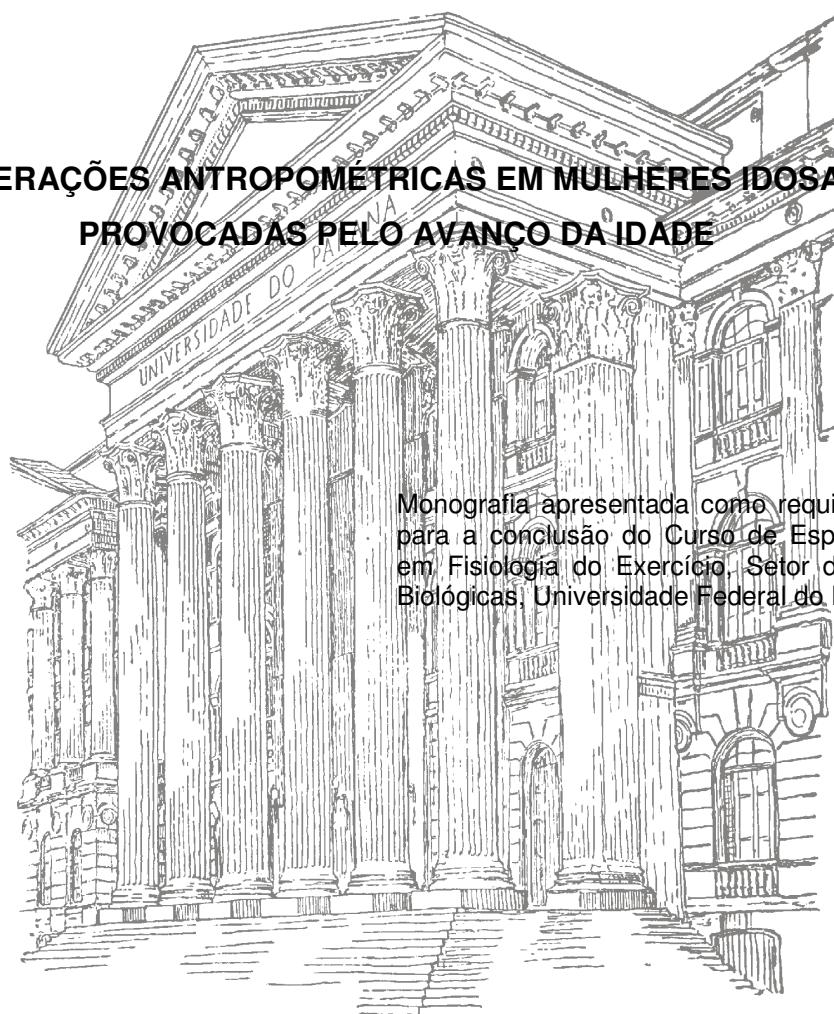 ERAÇÕES ANTROPOMÉTRICAS EM MULHERES IDOSA
PROVOCADAS PELO AVANÇO DA IDADE
UNIVERSIDADE DO PARANÁ
Monografia apresentada como requi
para a conclusão do Curso de Esp
em Fisiologia do Exercício, Setor d
Biológicas, Universidade Federal do